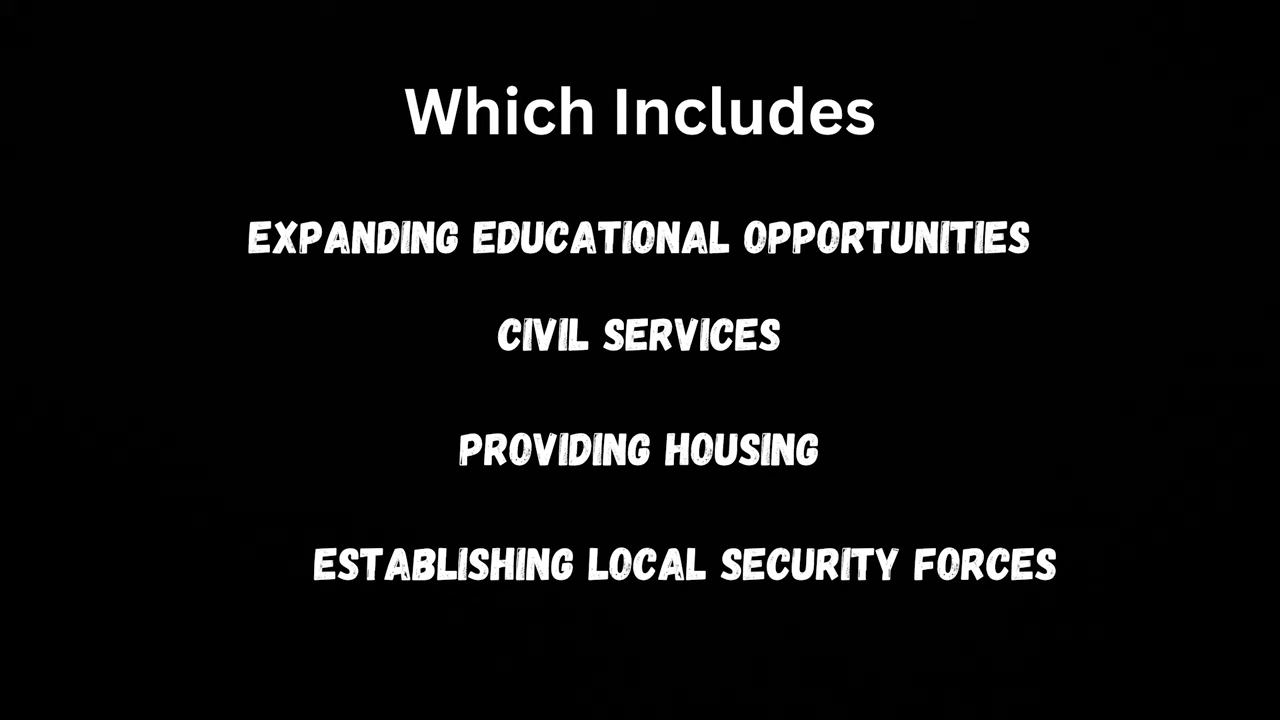 Which Includes
EXPANDING EDUCATIONAL OPPORTUNITIES
CIVIL SERVICES
PROVIDING HOUSING
ESTABLISHING LOCAL SECURITY FORCES